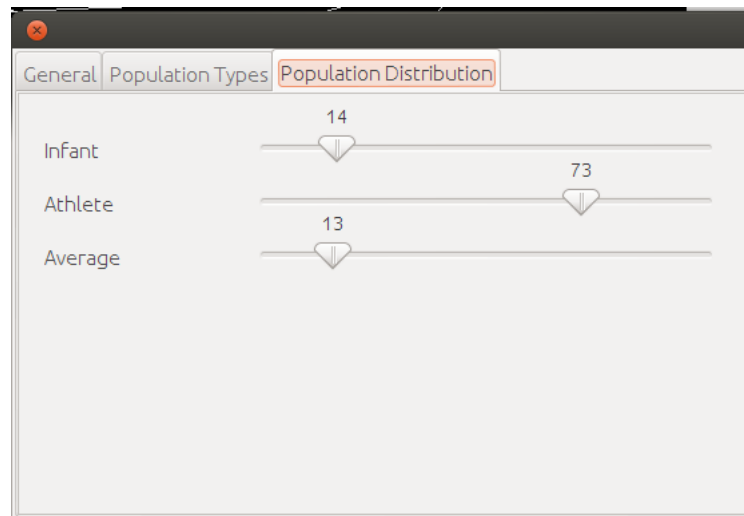 General Population Types Population Distribution
14
Infant
73
Athlete
13
Average